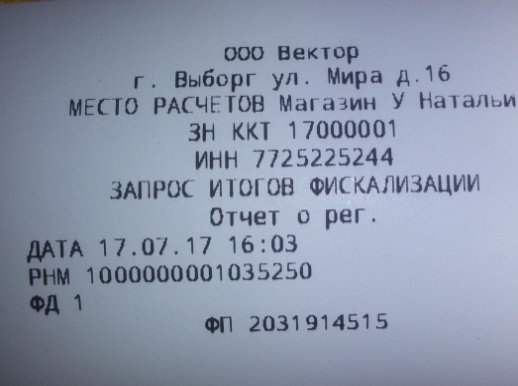 ООО Вектор
г. Выборг ул. Мира д.16
МЕСТО РАСЧЕТОВ Магазин У Натальи
ЗН ККТ 17000001
ИНН 7725225244
ЗАПРОС ИТОГОВ ФИСКАЛИЗАЦИИ
Отчет о рег.
ДАТА 17.07.17 16:03
РНМ 1000000001035250
ФД 1
ФП 2031914515